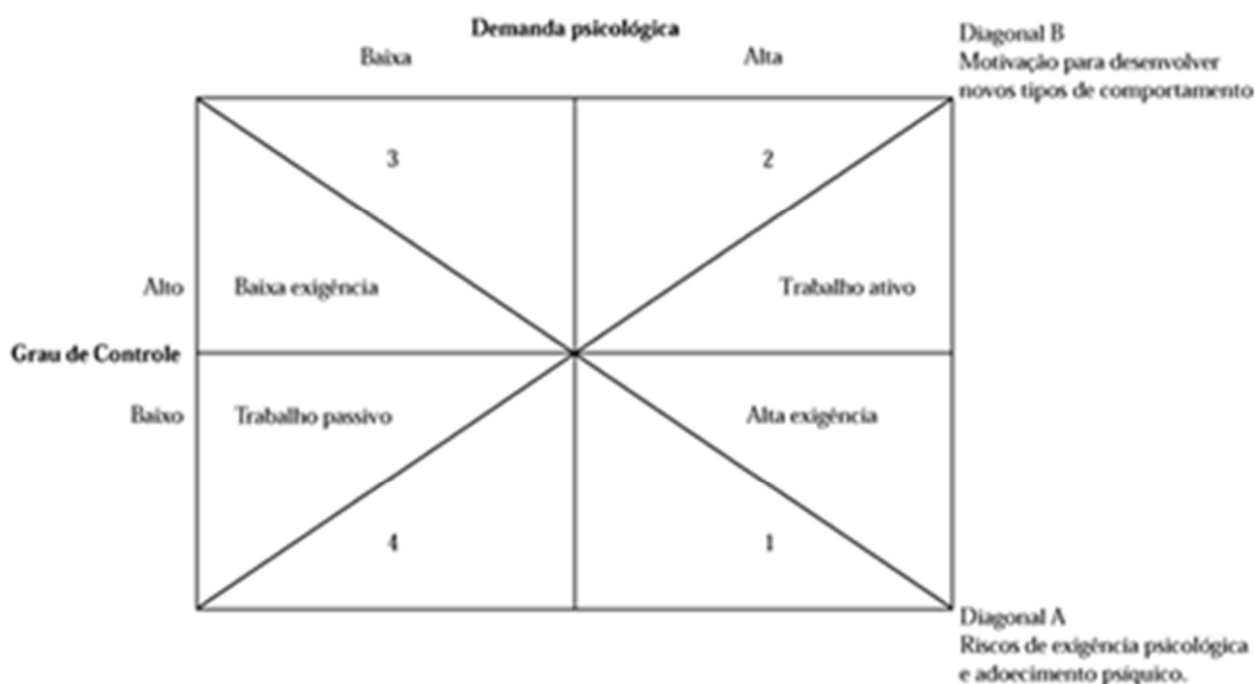 Demanda psicológica
Baixa
Alta
Diagonal B
Motivação para desenvolver
novos tipos de comportamento
3
2
Alto
Baixa exigência
Trabalho ativo
Grau de Controle
Baixo
Trabalho passivo
Alta exigência
4
1
Diagonal A
Riscos de exigência psicológica
e adoecimento psíquico.